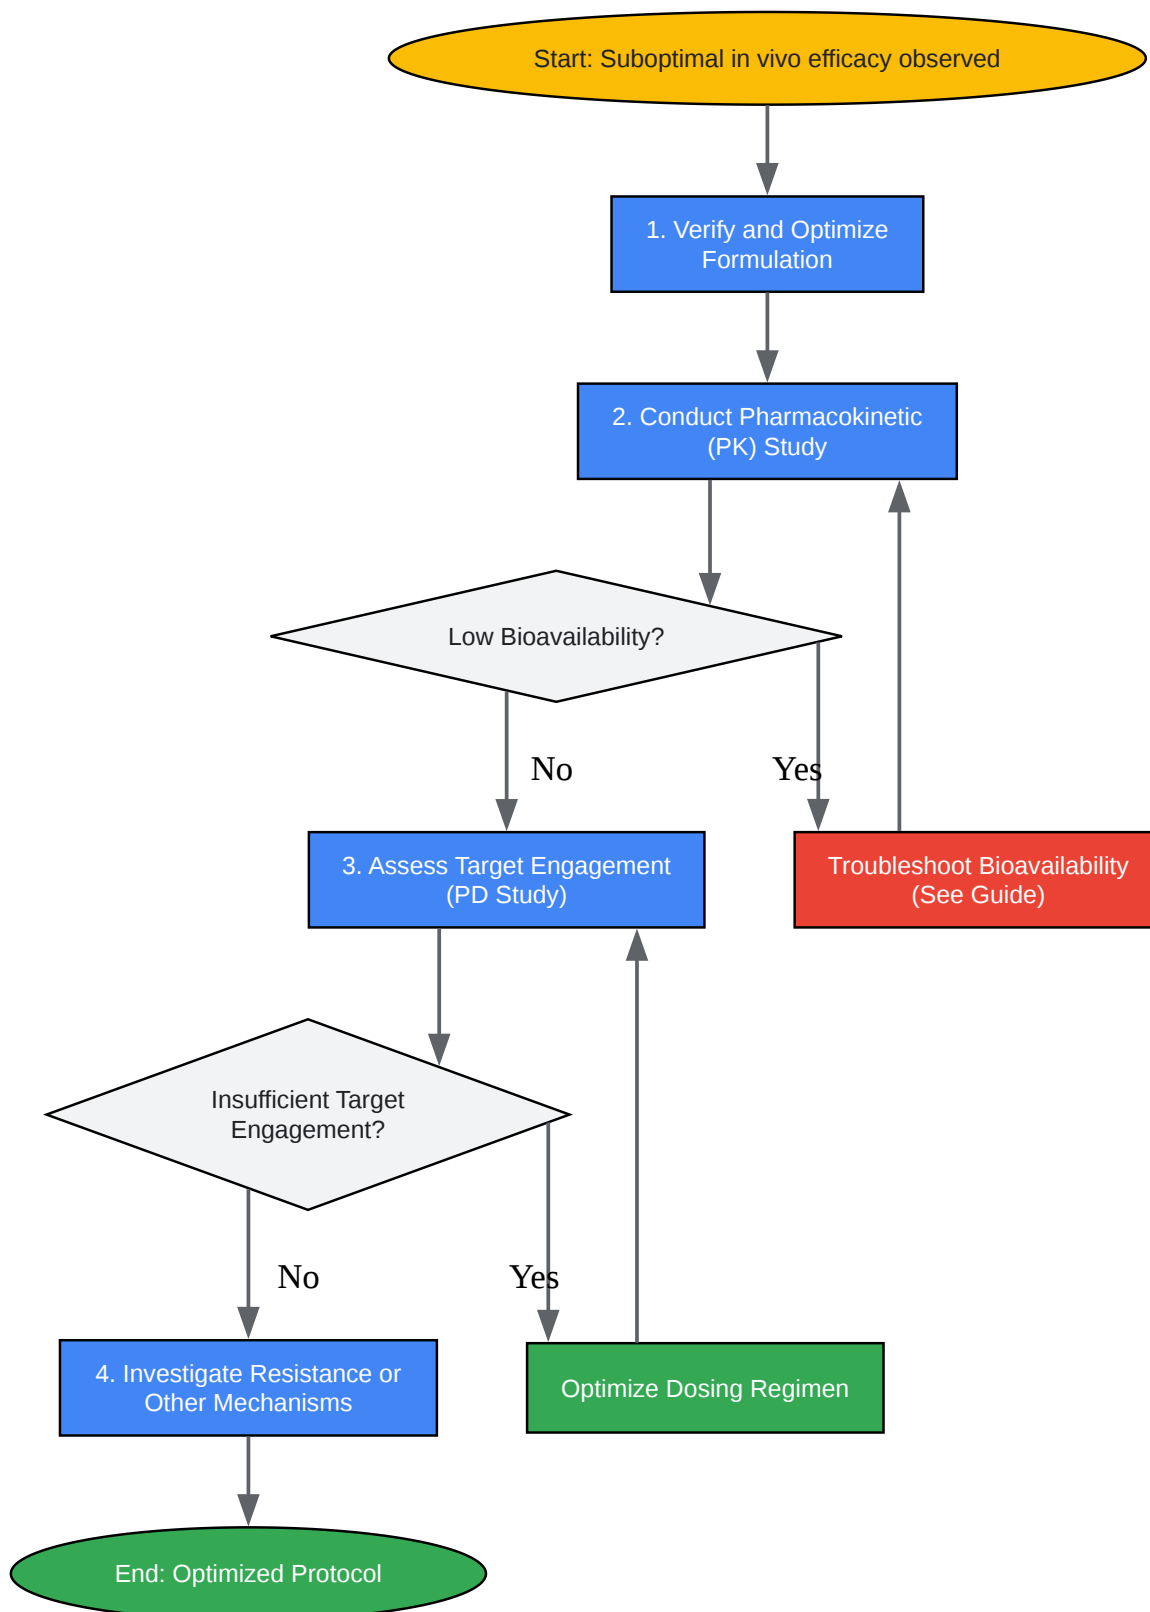 Start: Suboptimal in vivo efficacy observed
1. Verify and Optimize
Formulation
2. Conduct Pharmacokinetic
(PK) Study
Low Bioavailability?
No
Yes
3. Assess Target Engagement
(PD Study)
Troubleshoot Bioavailability
(See Guide)
Insufficient Target
Engagement?
No
Yes
4. Investigate Resistance or
Other Mechanisms
Optimize Dosing Regimen
End: Optimized Protocol